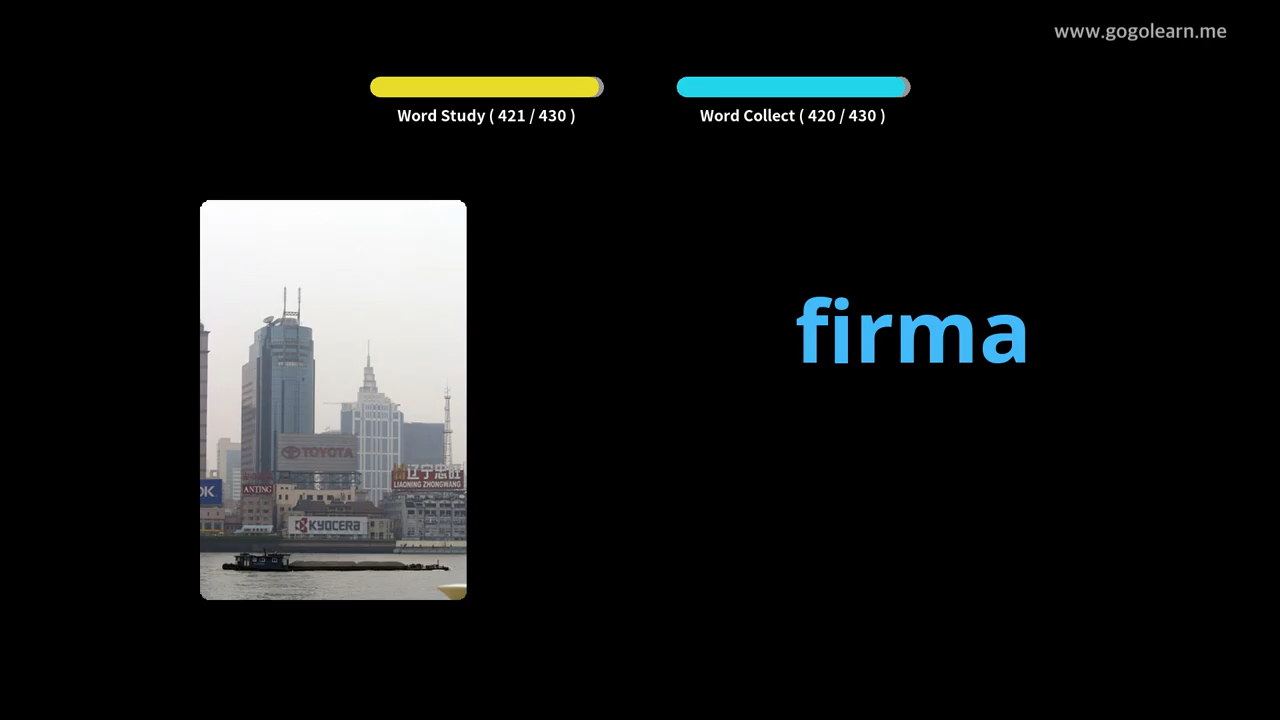 www.gogolearn.me
Word Study ( 421 / 430 )
Word Collect ( 420 / 430 )
firma
TOYOTA
辽宁忠旺
LIAONING ZHONGWANG
OK
ANTING
KYOCERA